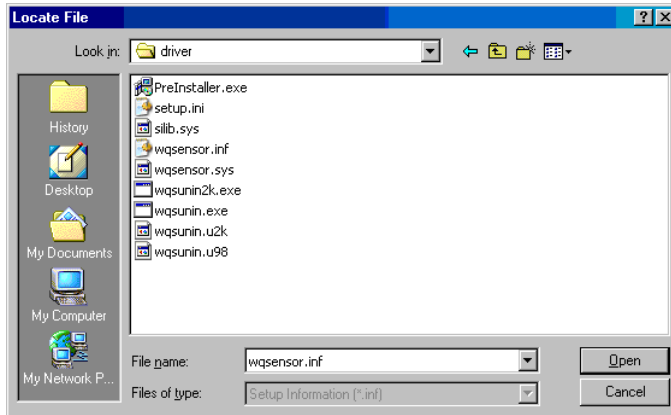 Locate File
Look in:
driver
History
Desktop
My Documents
My Computer
My Network P...
PreInstaller.exe
setup.ini
silib.sys
wqsensor.inf
wqsensor.sys
wqsunin2k.exe
wqsunin.exe
wqsunin.u2k
wqsunin.u98
File name:
wqsensor.inf
Open
Files of type:
Setup Information (*.inf)
Cancel